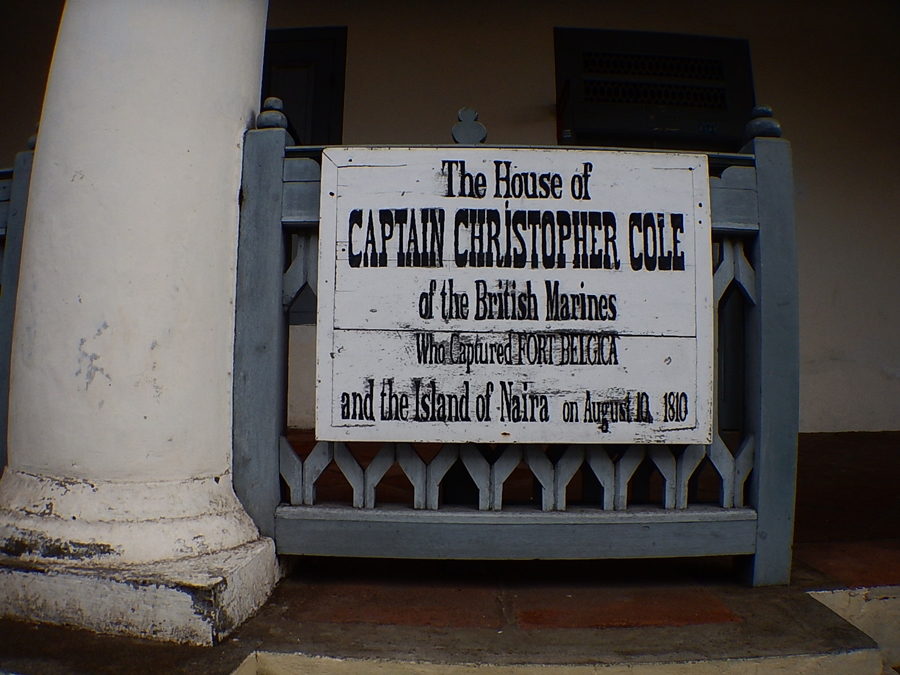 The House of
CAPTAIN CHRISTOPHER COLE
of the British Marines
Who Captured FORT BELGICA
and the Island of Naira on August 10, 1810